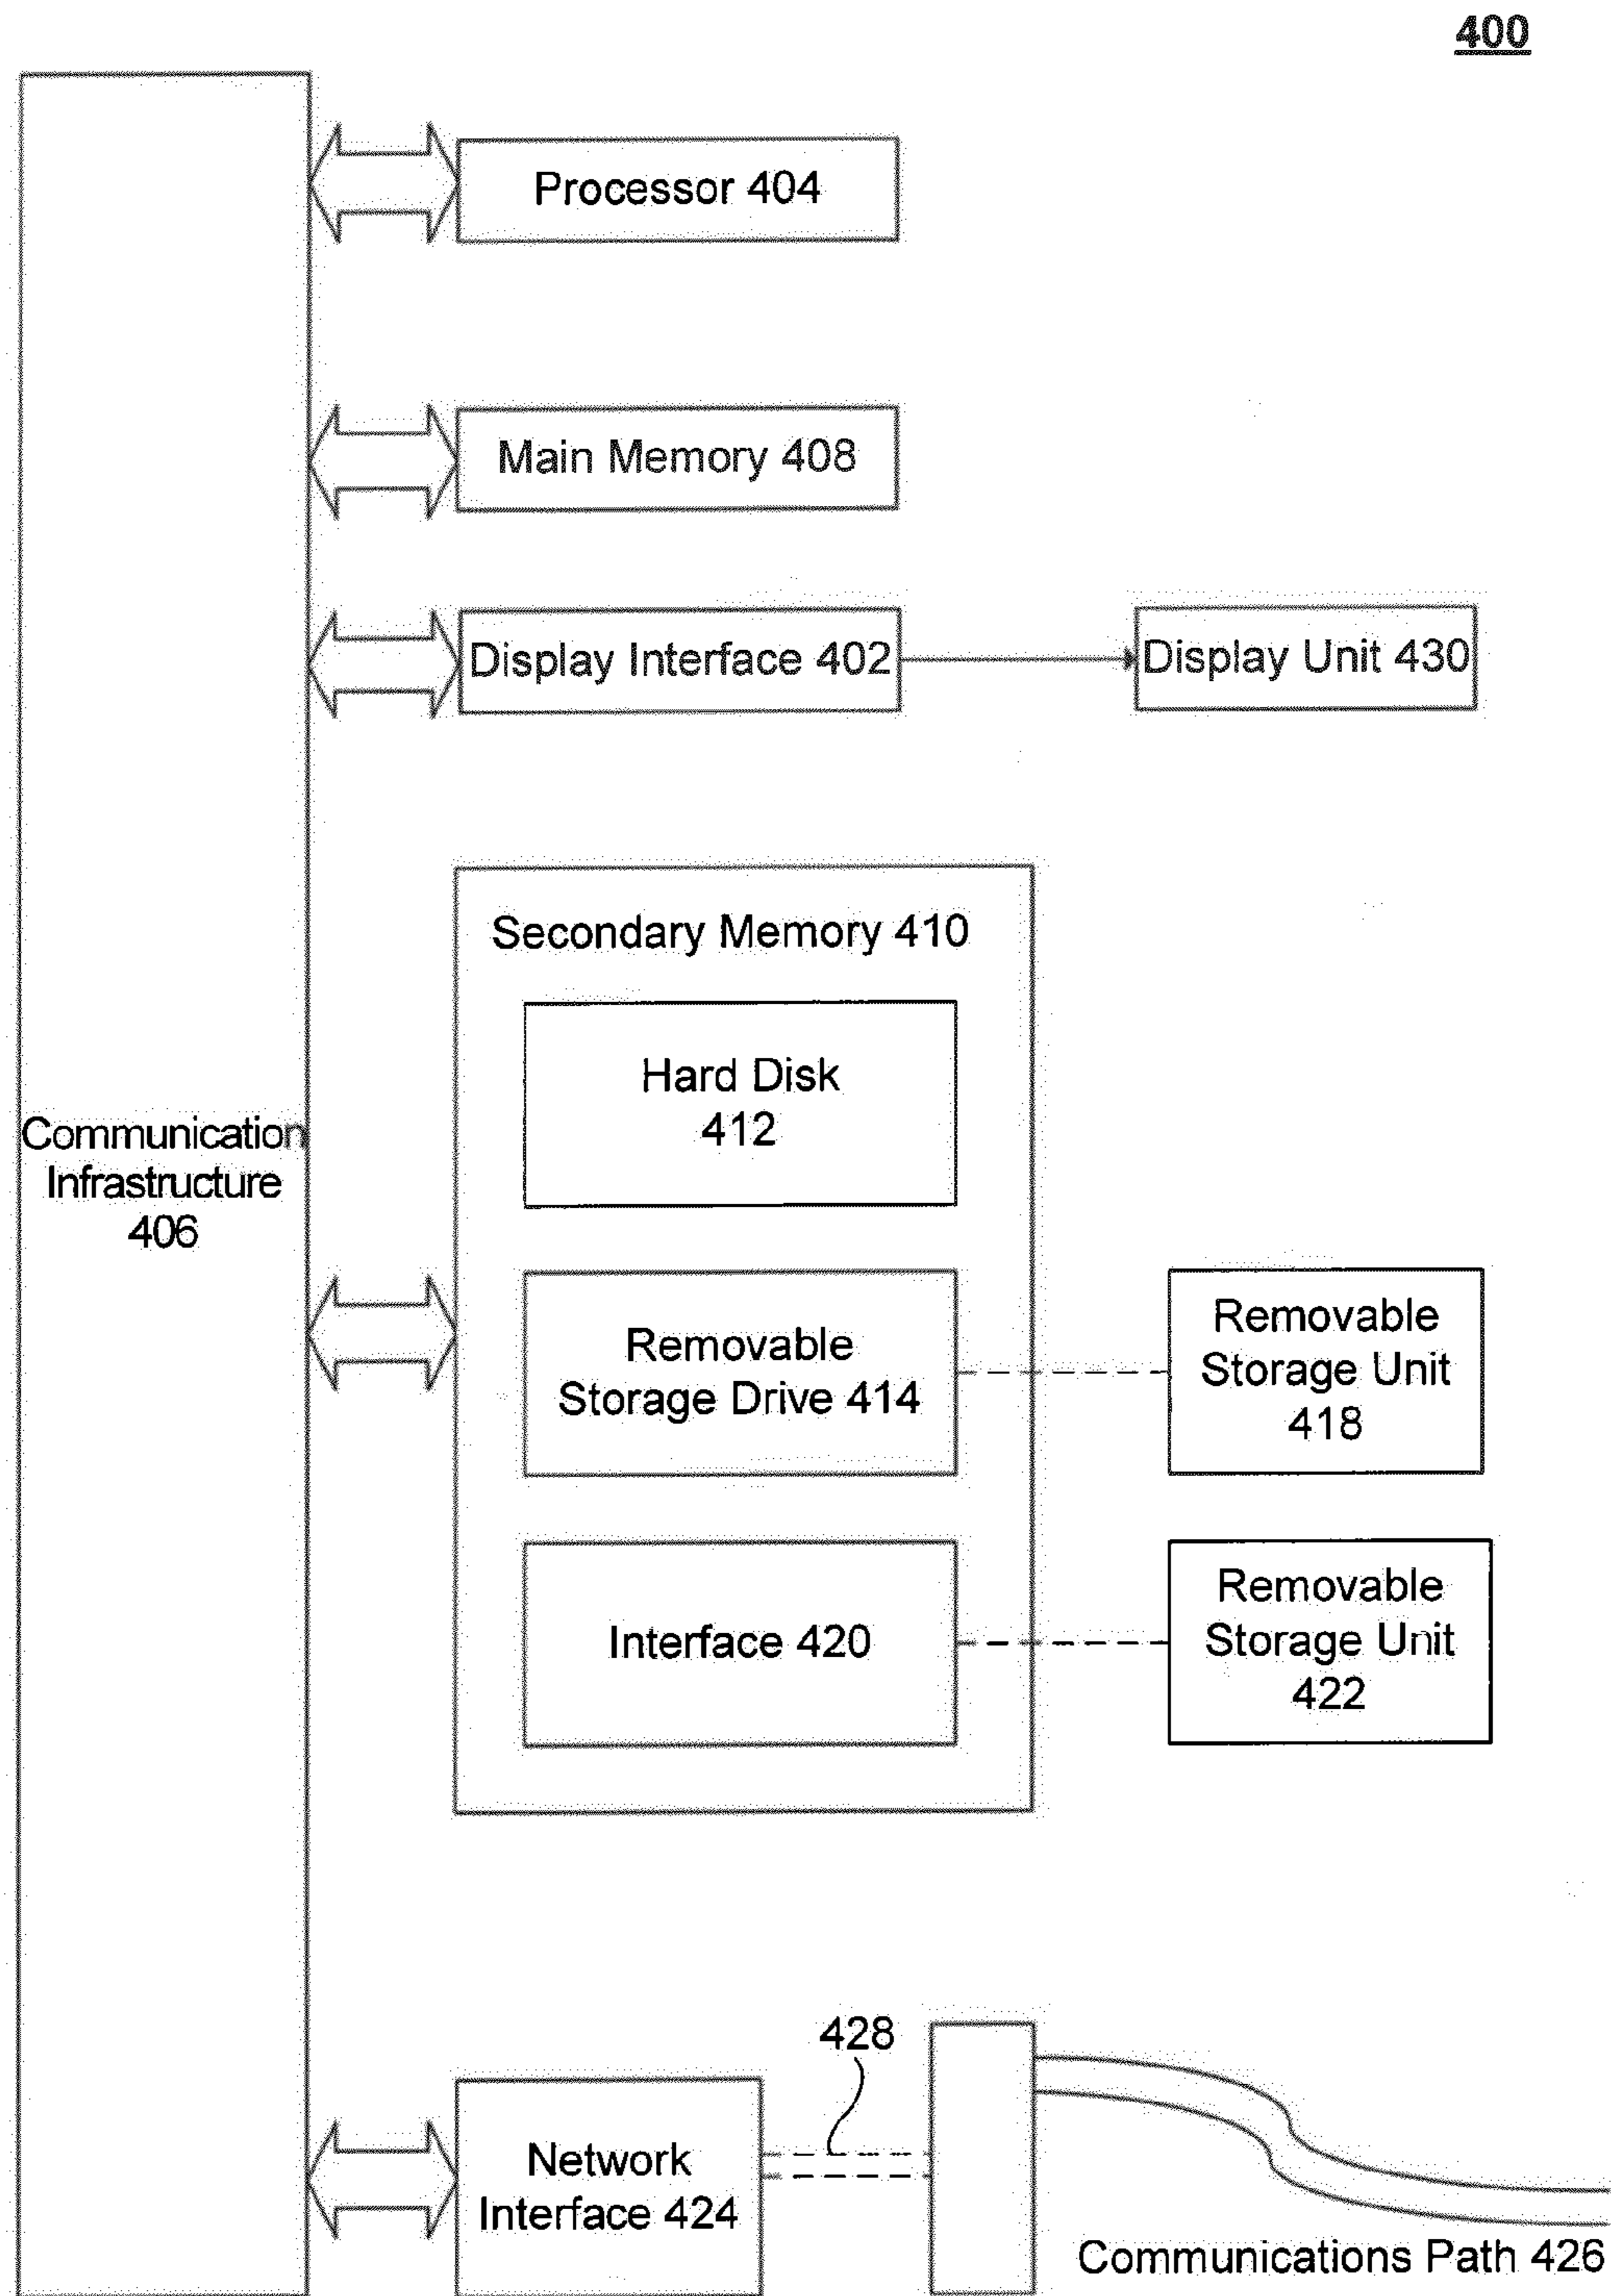 400
Processor 404
Main Memory 408
Display Interface 402
Display Unit 430
Secondary Memory 410
Hard Disk
412
Communication
Infrastructure
406
Removable
Storage Drive 414
Removable
Storage Unit
418
Interface 420
Removable
Storage Unit
422
428
Network
Interface 424
Communications Path 426